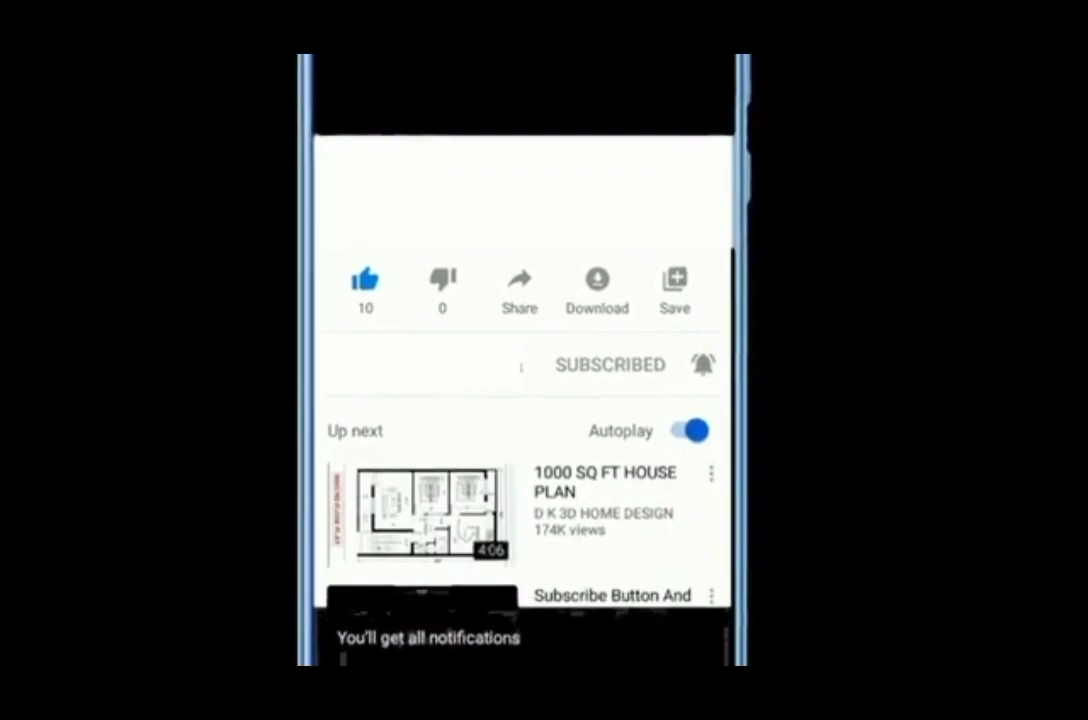 10
0
Share
Download
Save
SUBSCRIBED
Up next
Autoplay
1000 SQ FT HOUSE
PLAN
D K 3D HOME DESIGN
174K views
4:06
Subscribe Button And
You'll get all notifications